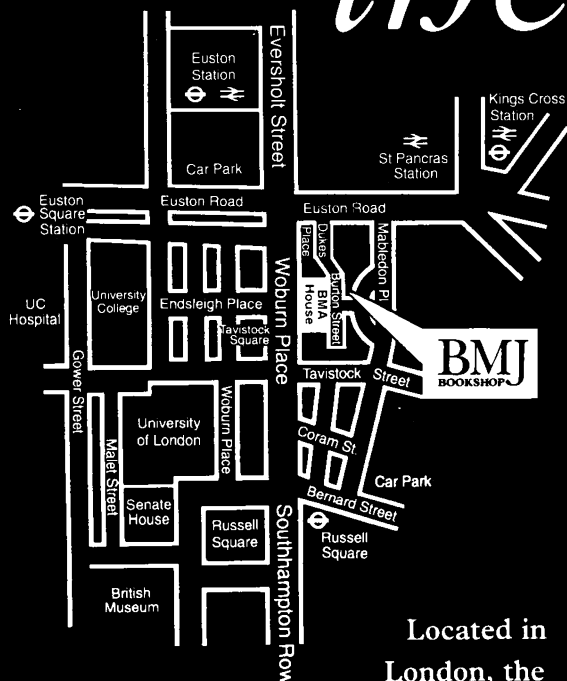 the
Euston
Station
Eversholt Street
Kings Cross
Station
St Pancras
Station
Car Park
Euston
Square
Station
Euston Road
Euston Road
Dukes
Place
Mabledon Pl
UC
Hospital
University
College
Endsleigh Place
Tavistock
Square
Woburn Place
BMA
House
Burton Street
BMJ
BOOKSHOP
Tavistock Street
Gower Street
Malet Street
University
of London
Woburn Place
Coram St.
Car Park
Bernard Street
Senate
House
Russell
Square
Southhampton Row
Russell
Square
British
Museum
Located in
London, the